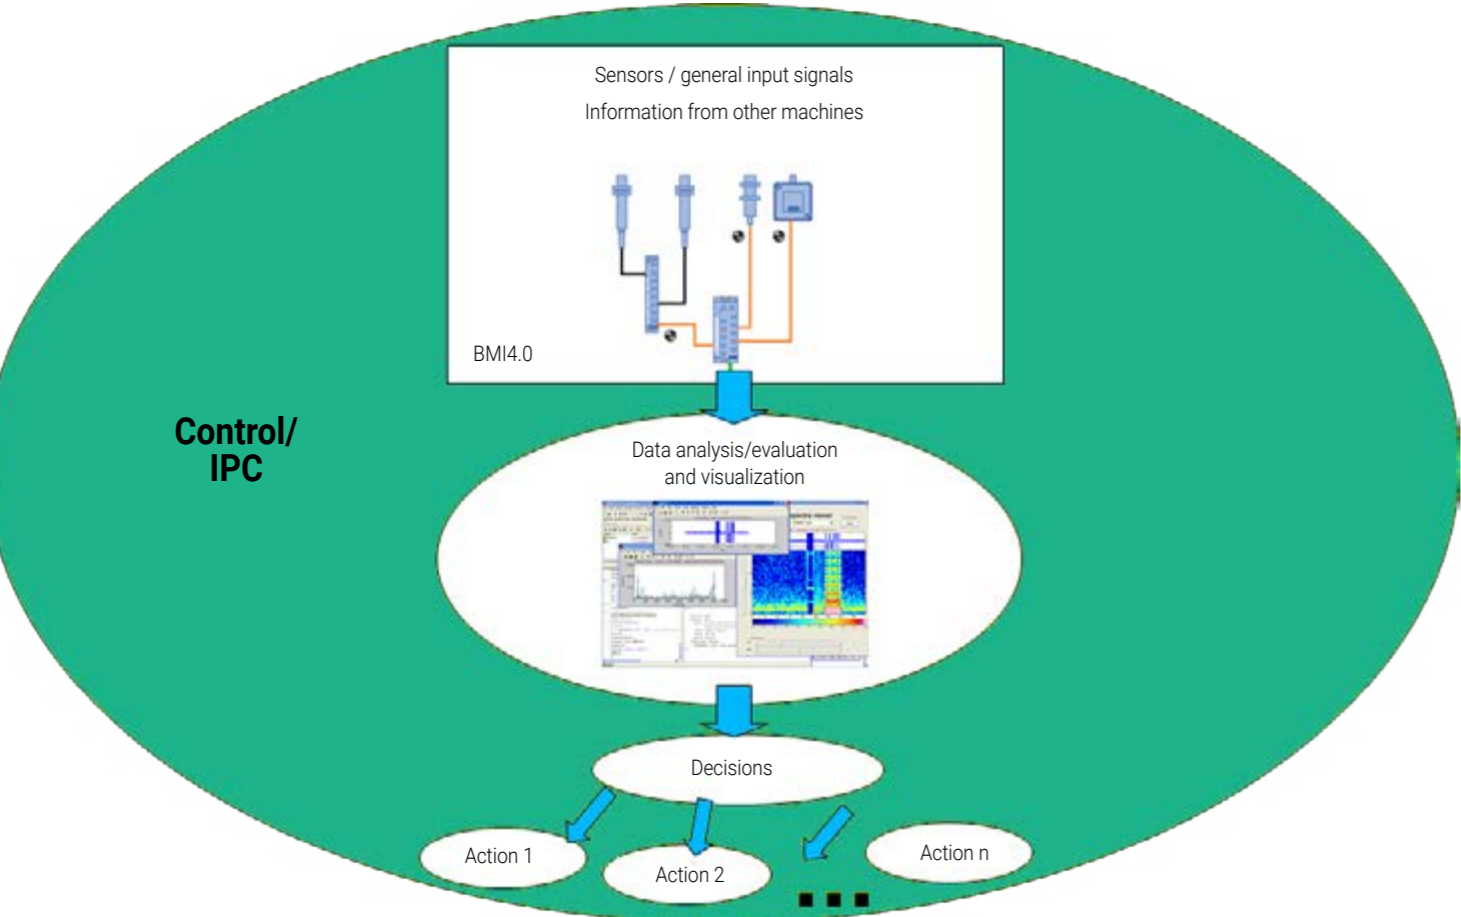 Sensors / general input signals
Information from other machines
BMI4.0
Control/
IPC
Data analysis/evaluation
and visualization
Decisions
Action 1
Action 2
Action n